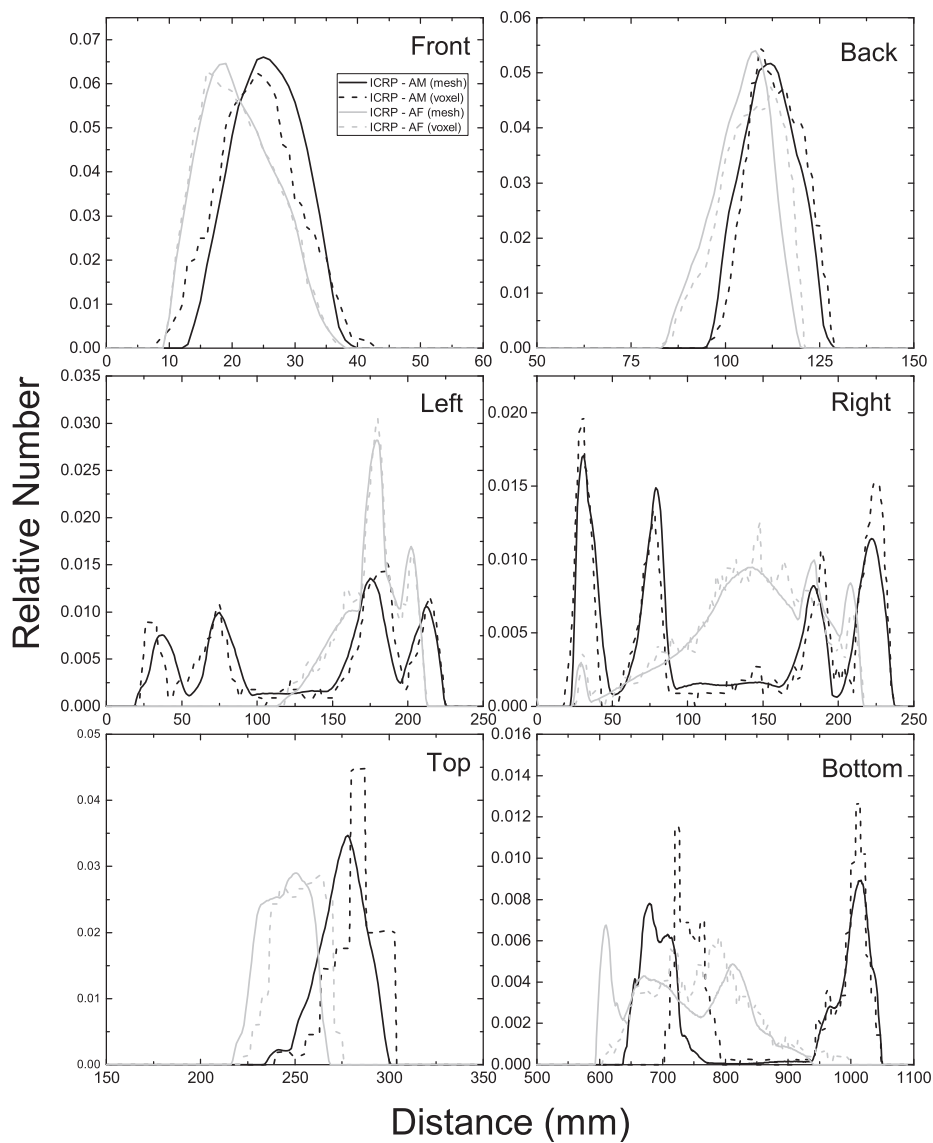 Front
ICRP - AM (mesh)
ICRP - AM (voxel)
ICRP - AF (mesh)
ICRP - AF (voxel)
0.07
0.06
0.05
0.04
0.03
0.02
0.01
0.00
0 10 20 30 40 50 60
Back
0.06
0.05
0.04
0.03
0.02
0.01
0.00
50 75 100 125 150
Relative Number
Left
0.035
0.030
0.025
0.020
0.015
0.010
0.005
0.000
0 50 100 150 200 250
Right
0.020
0.015
0.010
0.005
0.000
0 50 100 150 200 250
Top
0.05
0.04
0.03
0.02
0.01
0.00
150 200 250 300 350
Bottom
0.016
0.014
0.012
0.010
0.008
0.006
0.004
0.002
0.000
500 600 700 800 900 1000 1100
Distance (mm)